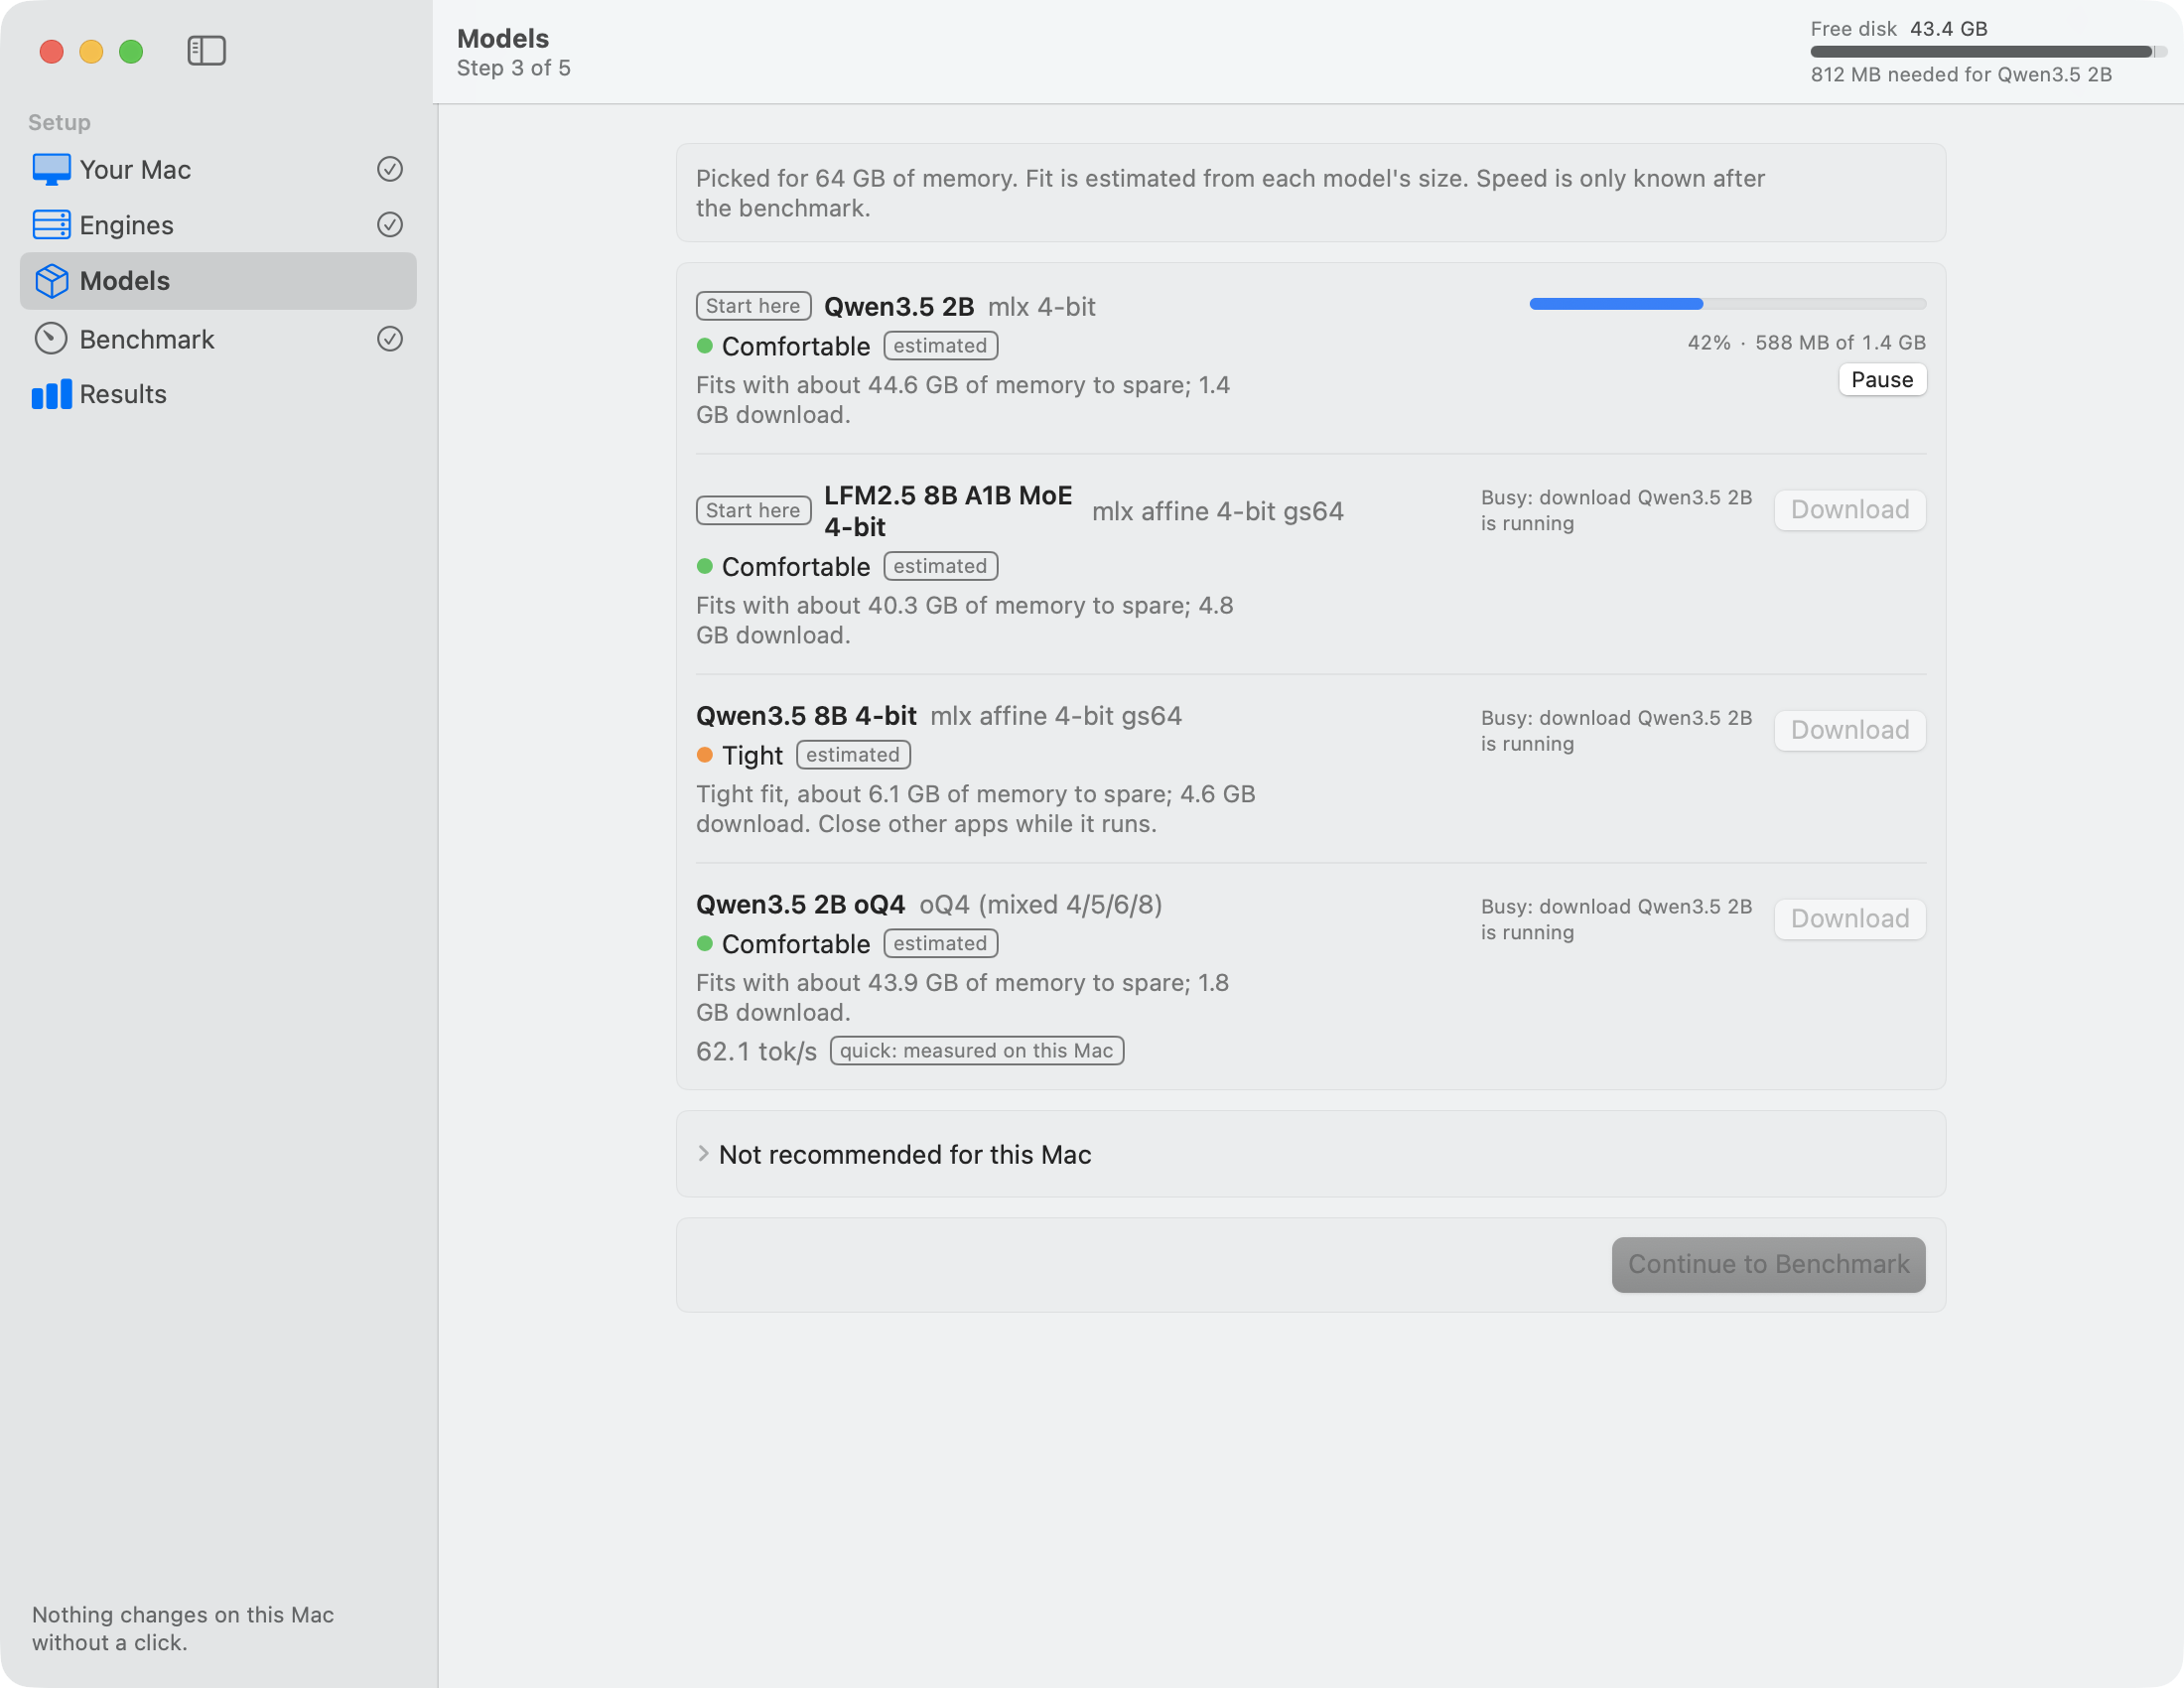 Models
Step 3 of 5
Free disk 43.4 GB
812 MB needed for Qwen3.5 2B
Setup
Your Mac
Engines
Models
Benchmark
Results
Nothing changes on this Mac
without a click.
Picked for 64 GB of memory. Fit is estimated from each model's size. Speed is only known after
the benchmark.
Start here Qwen3.5 2B mlx 4-bit
Comfortable estimated
Fits with about 44.6 GB of memory to spare; 1.4
GB download.
42% · 588 MB of 1.4 GB
Pause
Start here LFM2.5 8B A1B MoE
4-bit
mlx affine 4-bit gs64
Comfortable estimated
Fits with about 40.3 GB of memory to spare; 4.8
GB download.
Busy: download Qwen3.5 2B
is running
Download
Qwen3.5 8B 4-bit mlx affine 4-bit gs64
Tight estimated
Tight fit, about 6.1 GB of memory to spare; 4.6 GB
download. Close other apps while it runs.
Busy: download Qwen3.5 2B
is running
Download
Qwen3.5 2B oQ4 oQ4 (mixed 4/5/6/8)
Comfortable estimated
Fits with about 43.9 GB of memory to spare; 1.8
GB download.
62.1 tok/s quick: measured on this Mac
Busy: download Qwen3.5 2B
is running
Download
Not recommended for this Mac
Continue to Benchmark